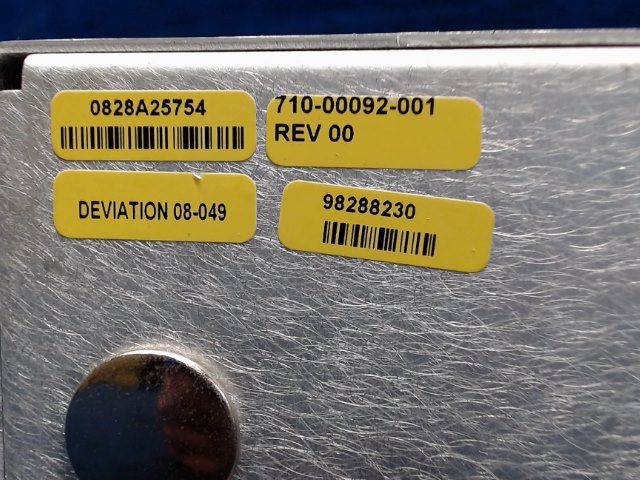 0828A25754
710-00092-001
REV 00
DEVIATION 08-049
98288230